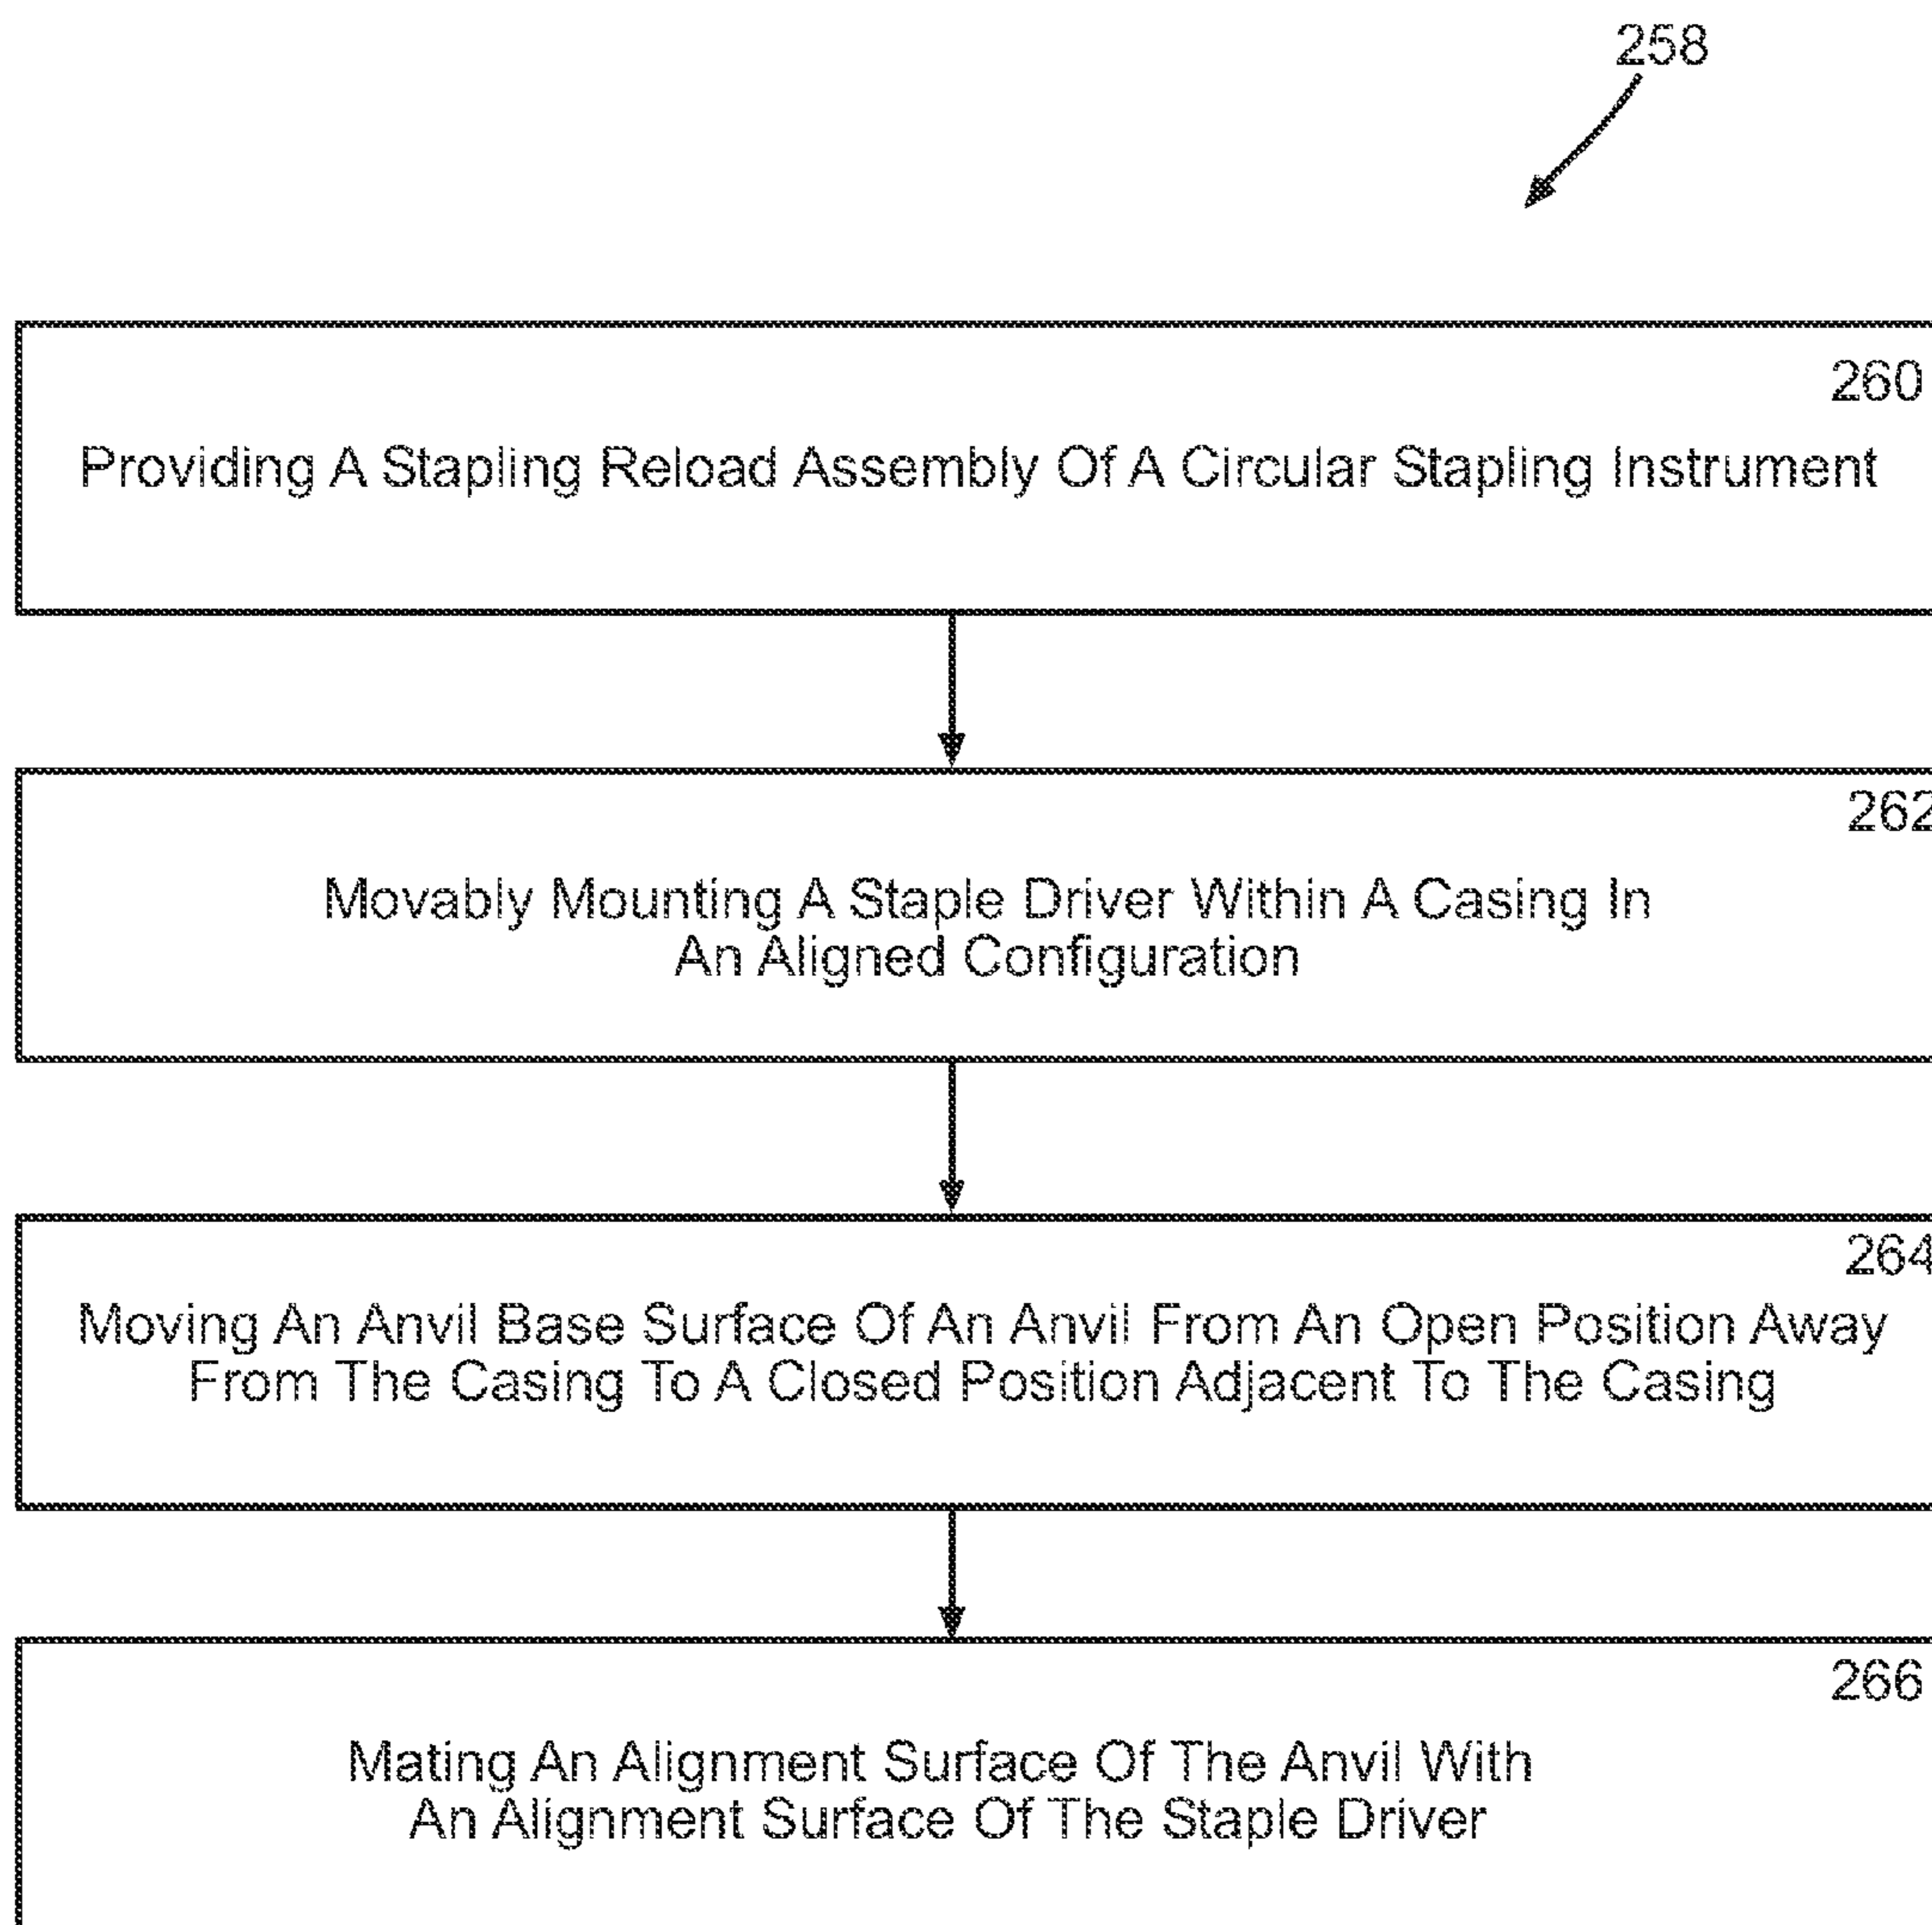 258
260
Providing A Stapling Reload Assembly Of A Circular Stapling Instrument
262
Movably Mounting A Staple Driver Within A Casing In
An Aligned Configuration
264
Moving An Anvil Base Surface Of An Anvil From An Open Position Away
From The Casing To A Closed Position Adjacent To The Casing
266
Mating An Alignment Surface Of The Anvil With
An Alignment Surface Of The Staple Driver